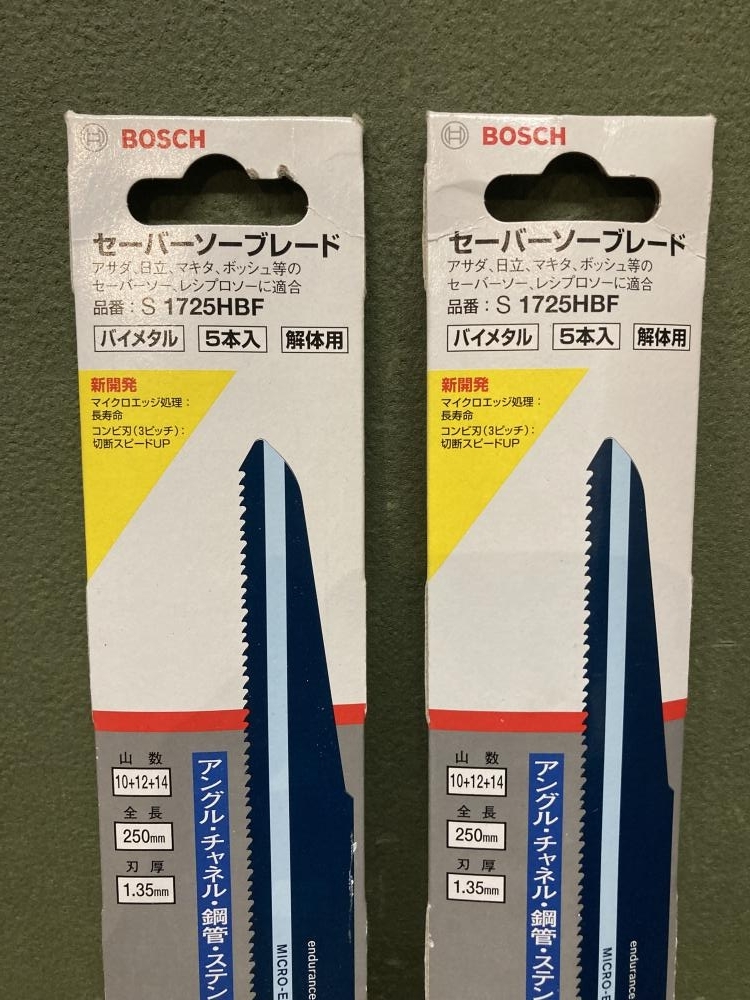 BOSCH
セーバーソーブレード
アサダ、日立、マキタ、ボッシュ等の
セーバーソー、レシプロソーに適合
品番：S 1725HBF
バイメタル 5本入 解体用
新開発
マイクロエッジ処理：
長寿命
コンビ刃(3ピッチ)：
切断スピードUP
山数
10+12+14
全長
250mm
刃厚
1.35mm
アングル・チャネル・鋼管・ステン
MICRO-E
endurance
BOSCH
セーバーソーブレード
アサダ、日立、マキタ、ボッシュ等の
セーバーソー、レシプロソーに適合
品番：S 1725HBF
バイメタル 5本入 解体用
新開発
マイクロエッジ処理：
長寿命
コンビ刃(3ピッチ)：
切断スピードUP
山数
10+12+14
全長
250mm
刃厚
1.35mm
アングル・チャネル・鋼管・ステン
MICRO-E
endurance